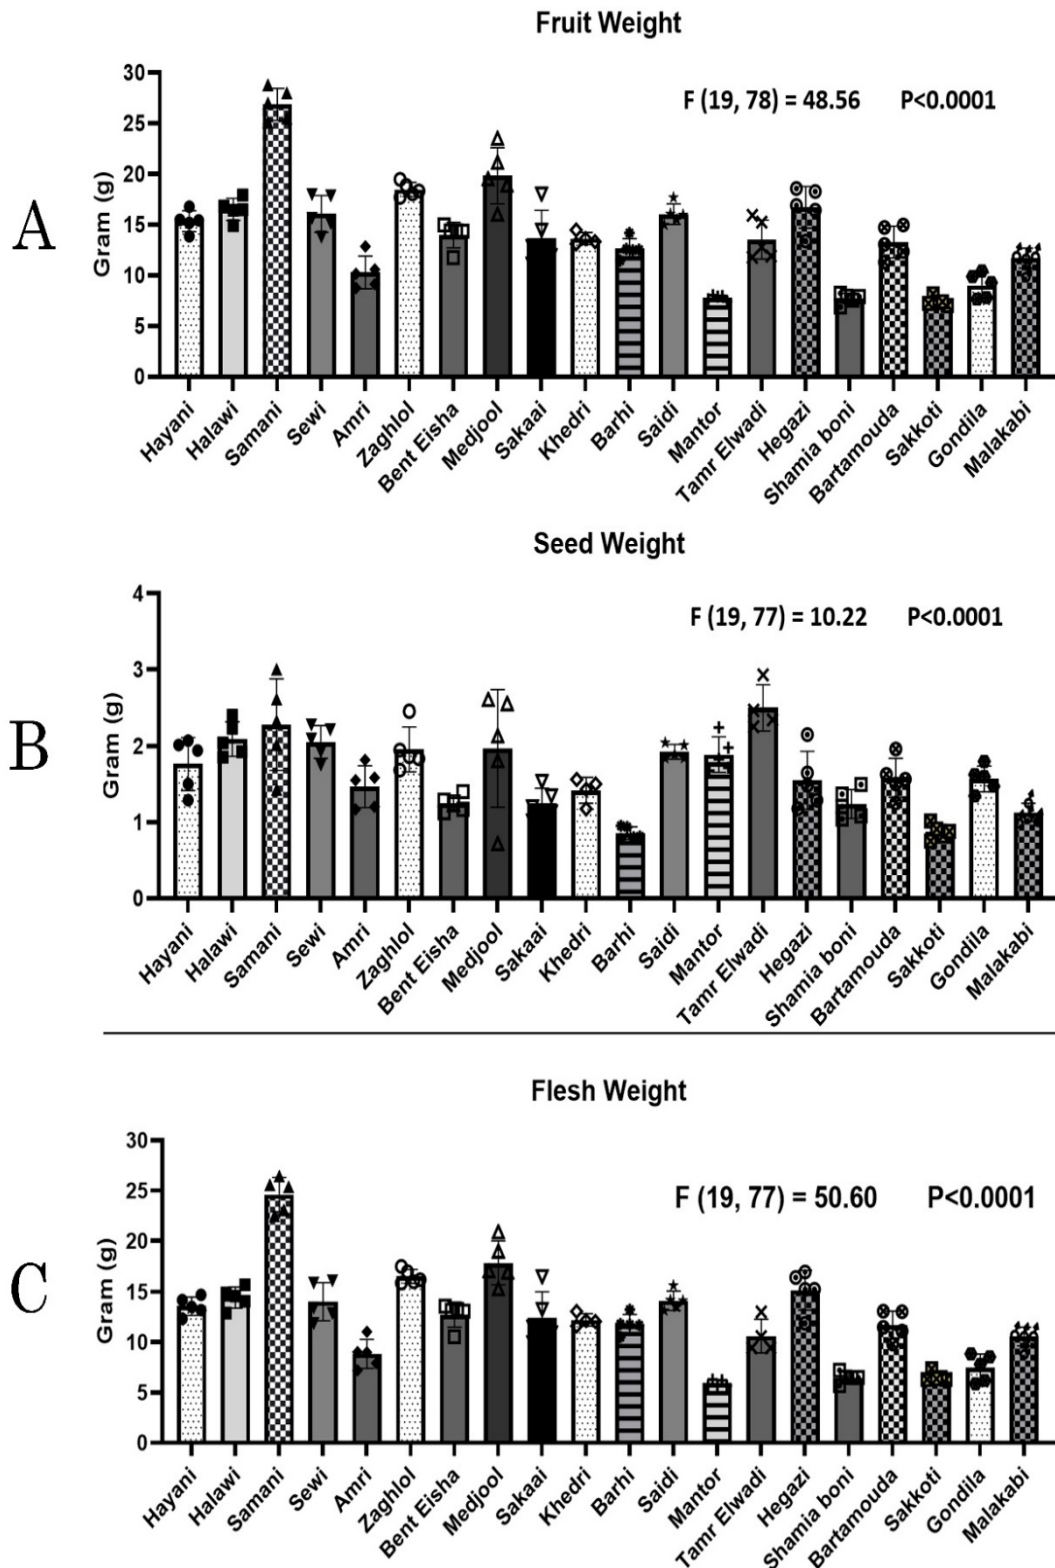 Fruit Weight
A
Gram (g)
30
25
20
15
10
5
0
F (19, 78) = 48.56 P<0.0001
Hayani
Halawi
Samani
Sewi
Amri
Zaghlol
Bent Eisha
Medjool
Sakaai
Khedri
Barhi
Saidi
Mantor
Tamr Elwadi
Hegazi
Shamia boni
Bartamouda
Sakkoti
Gondila
Malakabi
Seed Weight
B
Gram (g)
4
3
2
1
0
F (19, 77) = 10.22 P<0.0001
Hayani
Halawi
Samani
Sewi
Amri
Zaghlol
Bent Eisha
Medjool
Sakaai
Khedri
Barhi
Saidi
Mantor
Tamr Elwadi
Hegazi
Shamia boni
Bartamouda
Sakkoti
Gondila
Malakabi
Flesh Weight
C
Gram (g)
30
25
20
15
10
5
0
F (19, 77) = 50.60 P<0.0001
Hayani
Halawi
Samani
Sewi
Amri
Zaghlol
Bent Eisha
Medjool
Sakaai
Khedri
Barhi
Saidi
Mantor
Tamr Elwadi
Hegazi
Shamia boni
Bartamouda
Sakkoti
Gondila
Malakabi